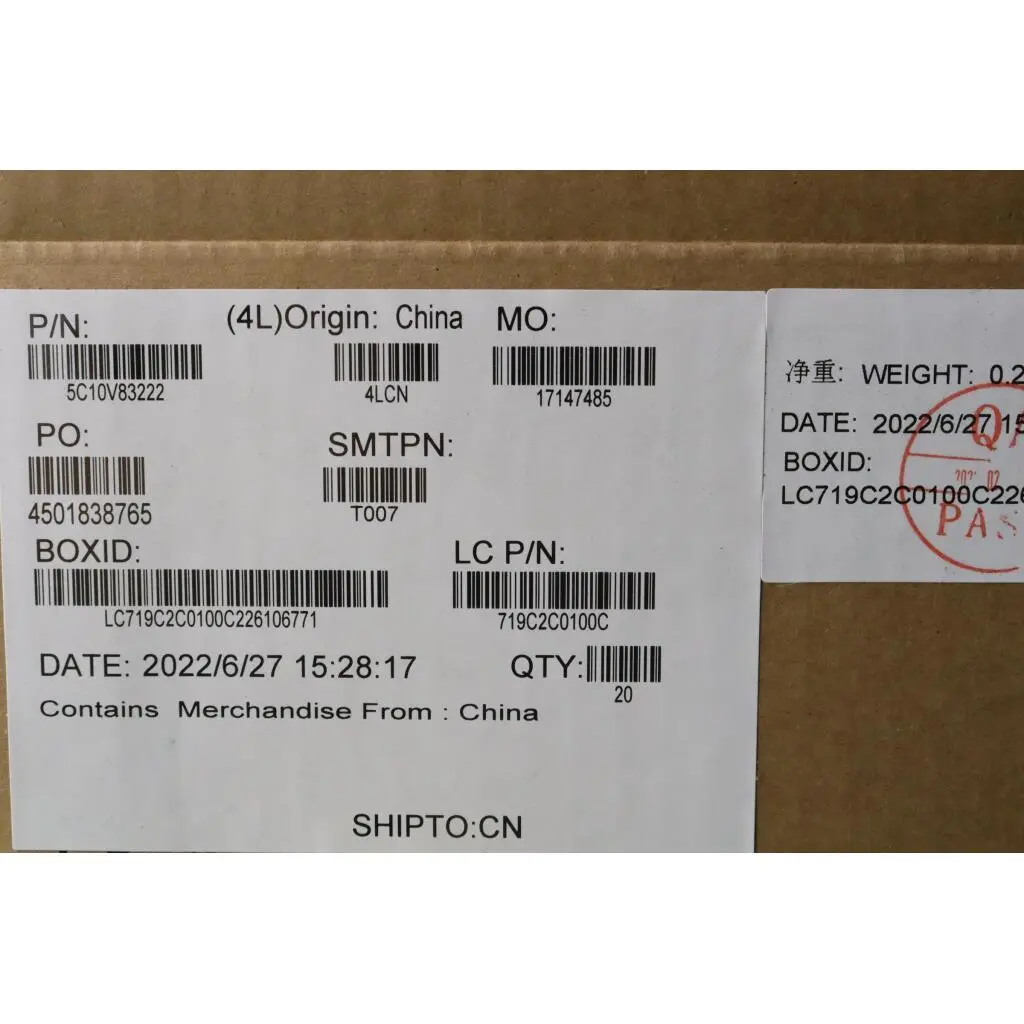 P/N: (4L)Origin: China MO:
5C10V83222 4LCN 17147485
PO: SMTPN:
4501838765 T007
BOXID: LC P/N:
LC719C2C0100C226106771 719C2C0100C
DATE: 2022/6/27 15:28:17 QTY:
20
Contains Merchandise From : China
SHIPTO:CN
净重: WEIGHT: 0.2
DATE: 2022/6/27 15
BOXID:
LC719C2C0100C226
PAS